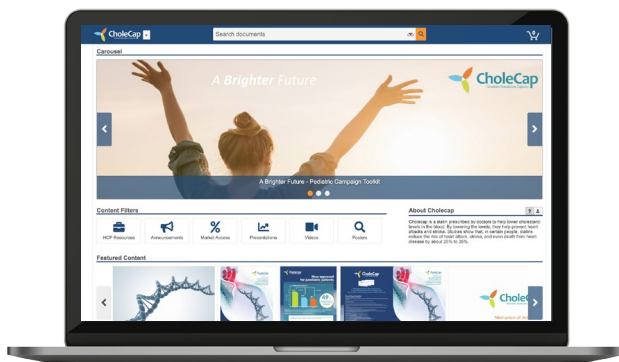 CholeCap
Search documents
Carousel
A Brighter Future
CholeCap
A Brighter Future - Pediatric Campaign Toolkit
Content Filters
HCP Resources
Announcements
Market Access
Presentations
Videos
Posters
About Cholecap
Cholecap is a statin prescribed by doctors to help lower cholesterol
levels in the blood. By lowering the levels, they help prevent heart
attacks and stroke. Studies show that, in certain people, statins
reduce the risk of heart attack, stroke, and even death from heart
disease by about 25% to 35%.
Featured Content
CholeCap
49
CholeC